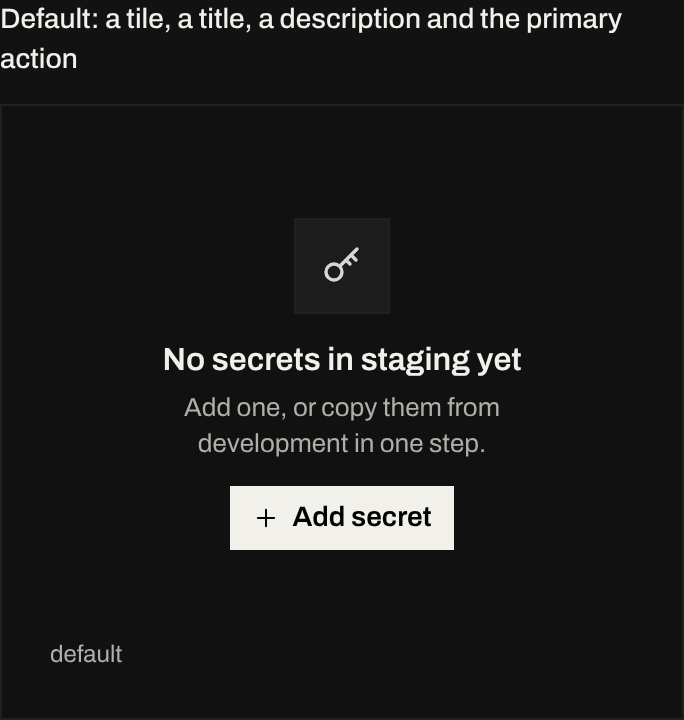 Default: a tile, a title, a description and the primary
action
No secrets in staging yet
Add one, or copy them from
development in one step.
Add secret
default